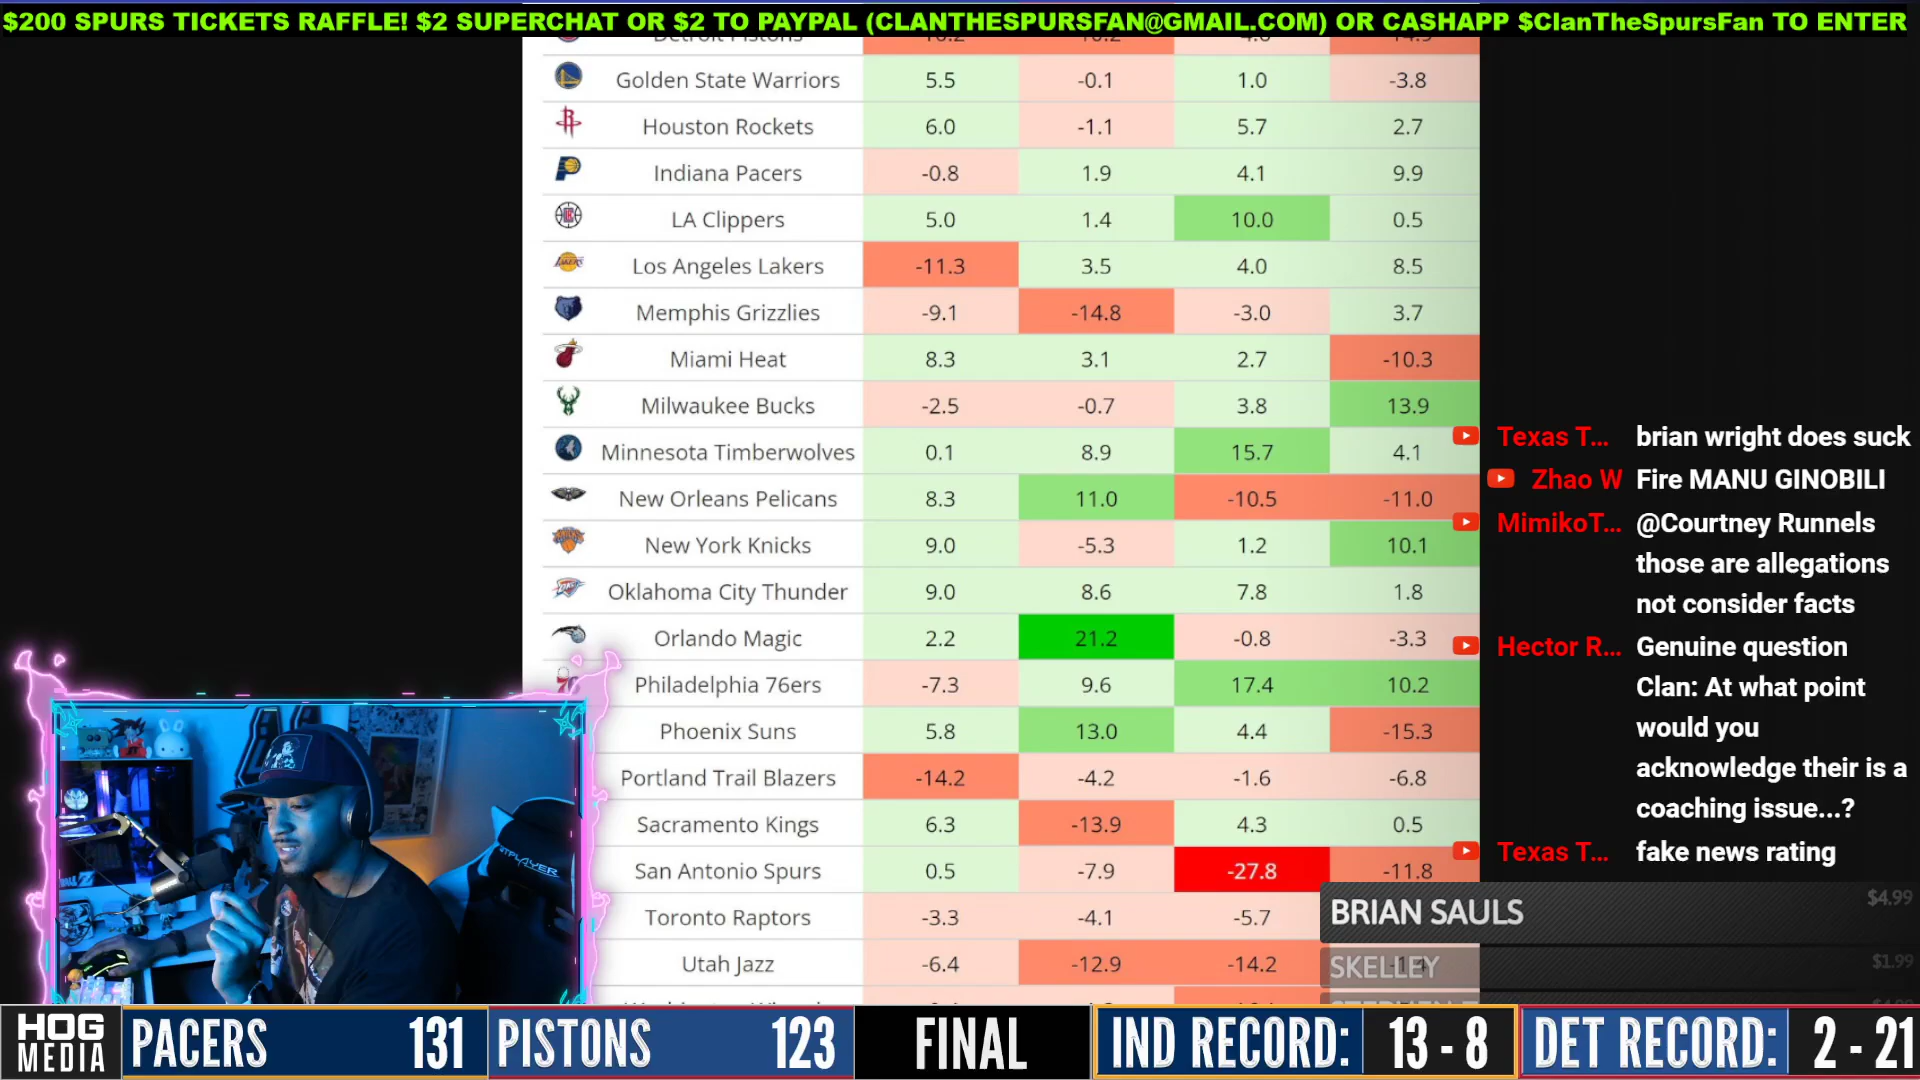 $200 SPURS TICKETS RAFFLE! $2 SUPERCHAT OR $2 TO PAYPAL (CLANTHESPURSFAN@GMAIL.COM) OR CASHAPP $ClanTheSpursFan TO ENTER
Detroit Pistons
Golden State Warriors 5.5 -0.1 1.0 -3.8
Houston Rockets 6.0 -1.1 5.7 2.7
Indiana Pacers -0.8 1.9 4.1 9.9
LA Clippers 5.0 1.4 10.0 0.5
Los Angeles Lakers -11.3 3.5 4.0 8.5
Memphis Grizzlies -9.1 -14.8 -3.0 3.7
Miami Heat 8.3 3.1 2.7 -10.3
Milwaukee Bucks -2.5 -0.7 3.8 13.9
Minnesota Timberwolves 0.1 8.9 15.7 4.1
New Orleans Pelicans 8.3 11.0 -10.5 -11.0
New York Knicks 9.0 -5.3 1.2 10.1
Oklahoma City Thunder 9.0 8.6 7.8 1.8
Orlando Magic 2.2 21.2 -0.8 -3.3
Philadelphia 76ers -7.3 9.6 17.4 10.2
Phoenix Suns 5.8 13.0 4.4 -15.3
Portland Trail Blazers -14.2 -4.2 -1.6 -6.8
Sacramento Kings 6.3 -13.9 4.3 0.5
San Antonio Spurs 0.5 -7.9 -27.8 -11.8
Toronto Raptors -3.3 -4.1 -5.7
Utah Jazz -6.4 -12.9 -14.2
Texas T... brian wright does suck
Zhao W Fire MANU GINOBILI
MimikoT... @Courtney Runnels
those are allegations
not consider facts
Hector R... Genuine question
Clan: At what point
would you
acknowledge their is a
coaching issue...?
Texas T... fake news rating
BRIAN SAULS $4.99
SKELLEY $1.99
HOG
MEDIA
PACERS 131 PISTONS 123 FINAL IND RECORD: 13 - 8 DET RECORD: 2 - 21